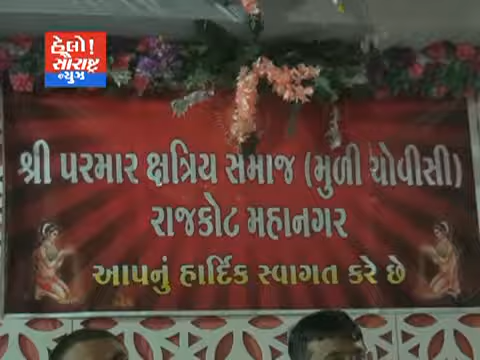 હેલો!
સૌરાષ્ટ્ર
ન્યુઝ
શ્રી પરમાર ક્ષત્રિય સમાજ (મુળી ચોવીસી)
રાજકોટ મહાનગર
આપનું હાર્દિક સ્વાગત કરે છે